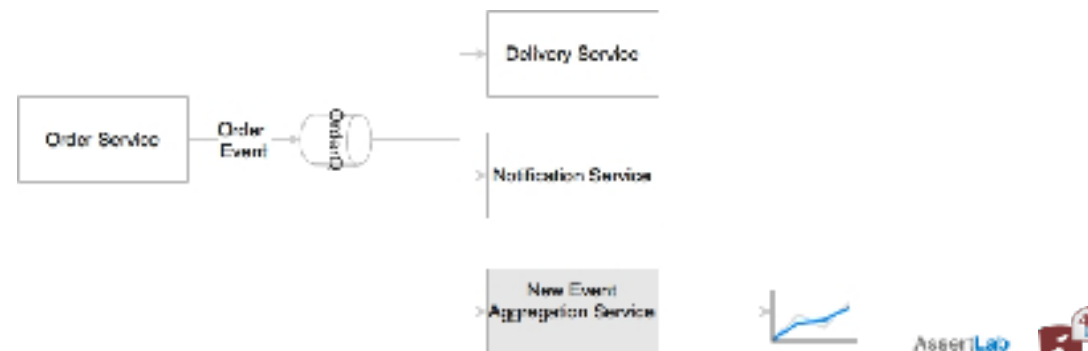 Delivery Service
Order Service
Order
Event
OrderQ
Notification Service
New Event
Aggregation Service
AssertLab